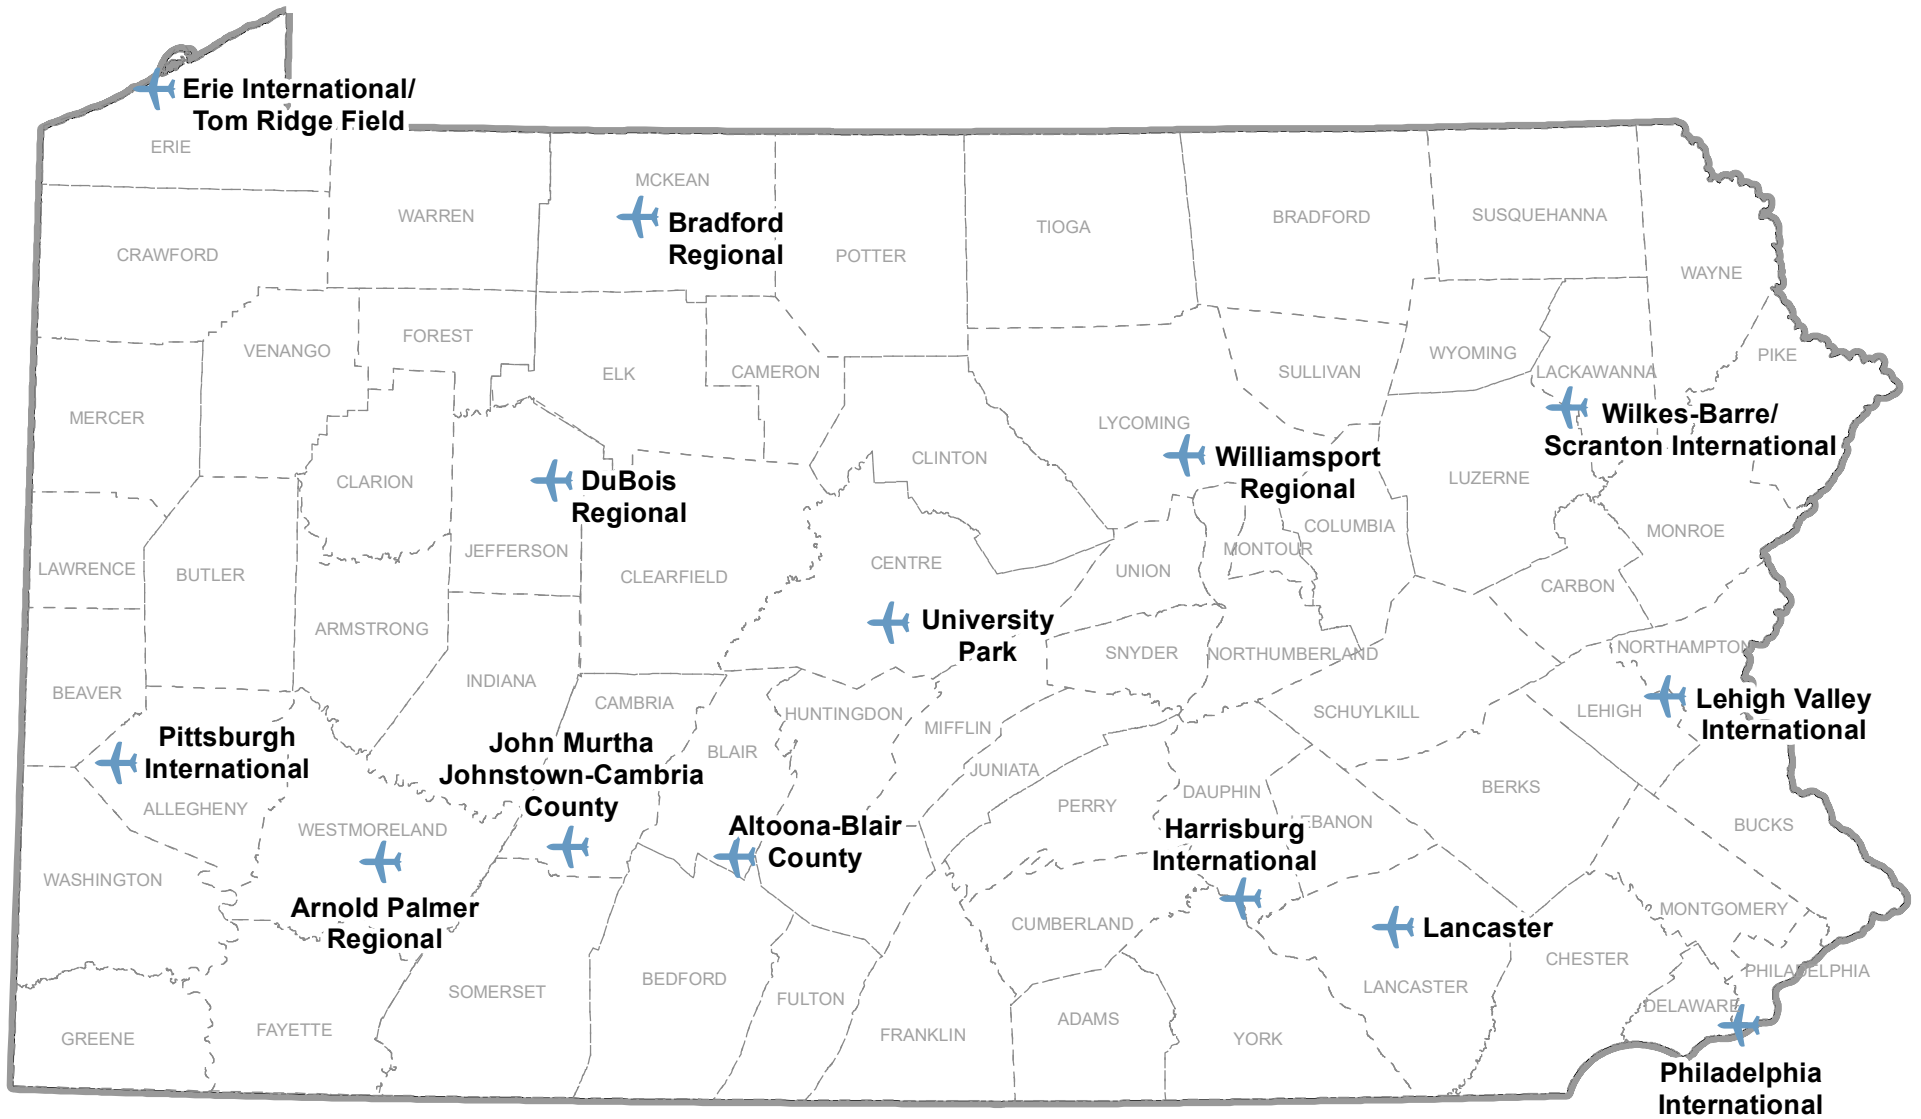 Erie International/
Tom Ridge Field
ERIE
MCKEAN
WARREN
Bradford
Regional
TIOGA
BRADFORD
SUSQUEHANNA
CRAWFORD
POTTER
WAYNE
VENANGO
FOREST
ELK
CAMERON
SULLIVAN
WYOMING
LACKAWANNA
PIKE
MERCER
LYCOMING
Wilkes-Barre/
Scranton International
CLINTON
Williamsport
Regional
CLARION
DuBois
Regional
LUZERNE
COLUMBIA
MONROE
JEFFERSON
MONTOUR
LAWRENCE
BUTLER
CLEARFIELD
CENTRE
UNION
CARBON
ARMSTRONG
University
Park
SNYDER
NORTHUMBERLAND
NORTHAMPTON
BEAVER
INDIANA
CAMBRIA
HUNTINGDON
MIFFLIN
SCHUYLKILL
LEHIGH
Lehigh Valley
International
Pittsburgh
International
John Murtha
Johnstown-Cambria
County
BLAIR
JUNIATA
ALLEGHENY
PERRY
DAUPHIN
BERKS
WESTMORELAND
Altoona-Blair
County
Harrisburg
International
LEBANON
BUCKS
WASHINGTON
Arnold Palmer
Regional
CUMBERLAND
Lancaster
MONTGOMERY
SOMERSET
BEDFORD
FULTON
LANCASTER
CHESTER
PHILADELPHIA
DELAWARE
GREENE
FAYETTE
FRANKLIN
ADAMS
YORK
Philadelphia
International